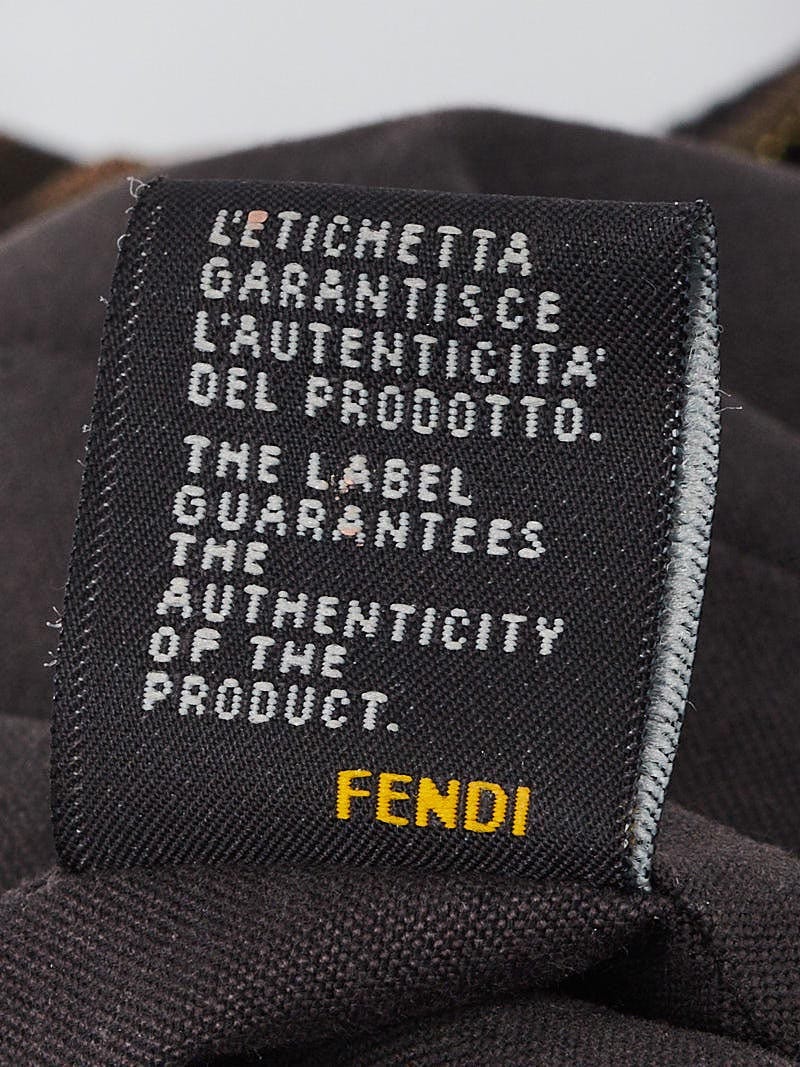 L'ETICHETTA
GARANTISCE
L'AUTENTICITA'
DEL PRODOTTO.
THE LABEL
GUARANTEES
THE
AUTHENTICITY
OF THE
PRODUCT.
FENDI